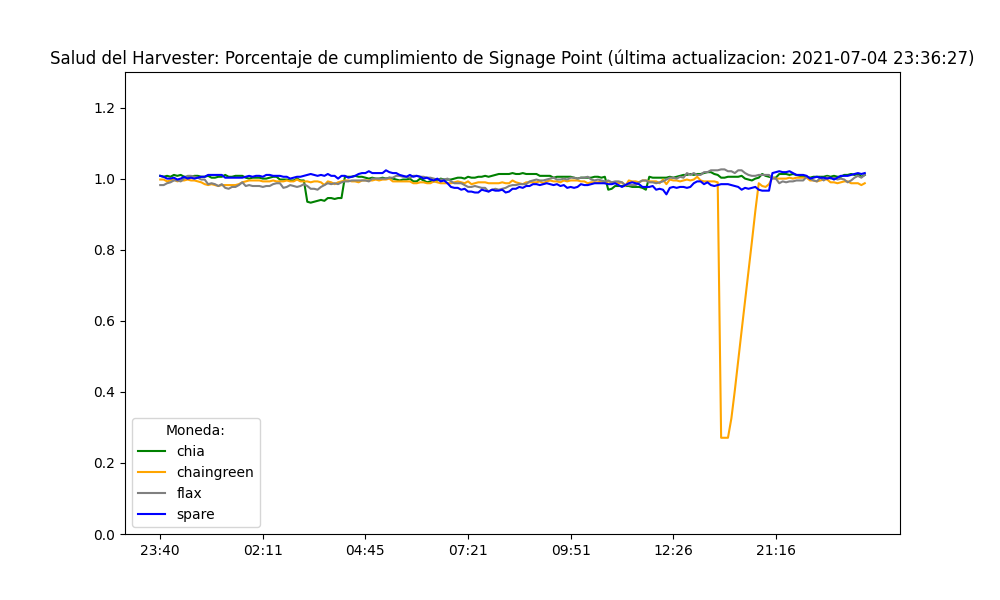 Salud del Harvester: Porcentaje de cumplimiento de Signage Point (última actualizacion: 2021-07-04 23:36:27)
1.2
1.0
0.8
0.6
0.4
0.2
0.0
Moneda:
chia
chaingreen
flax
spare
23:40 02:11 04:45 07:21 09:51 12:26 21:16